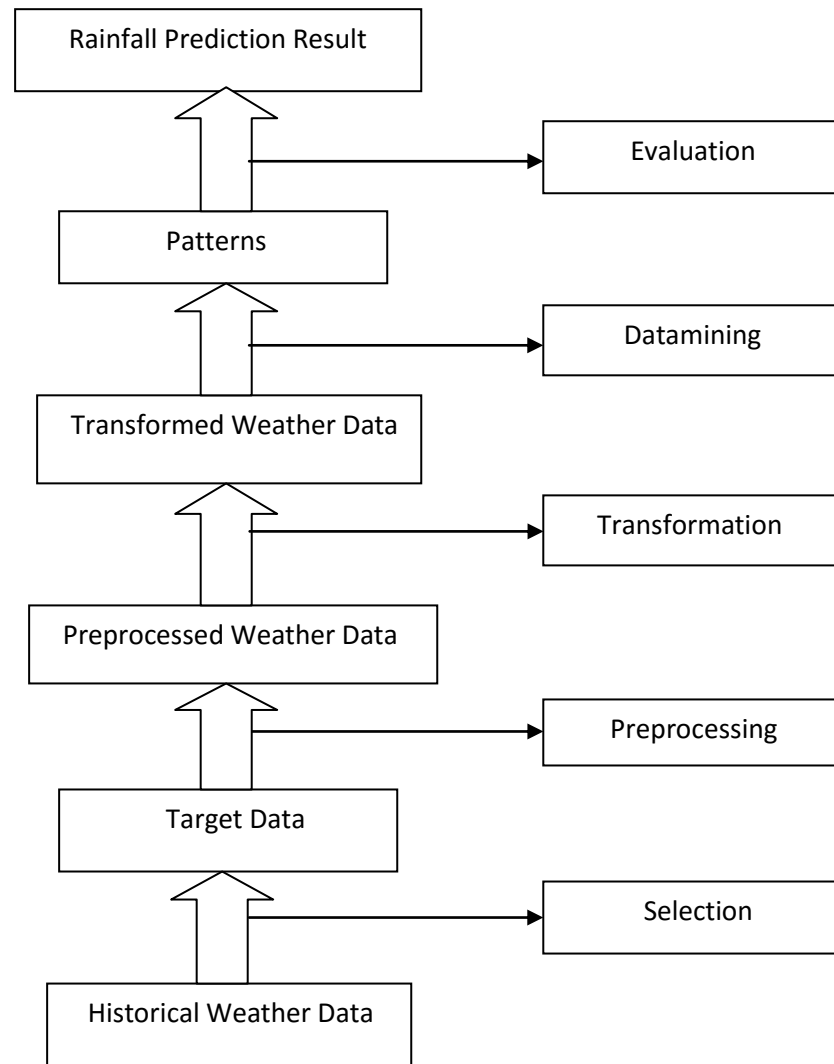 Rainfall Prediction Result
Evaluation
Patterns
Datamining
Transformed Weather Data
Transformation
Preprocessed Weather Data
Preprocessing
Target Data
Selection
Historical Weather Data